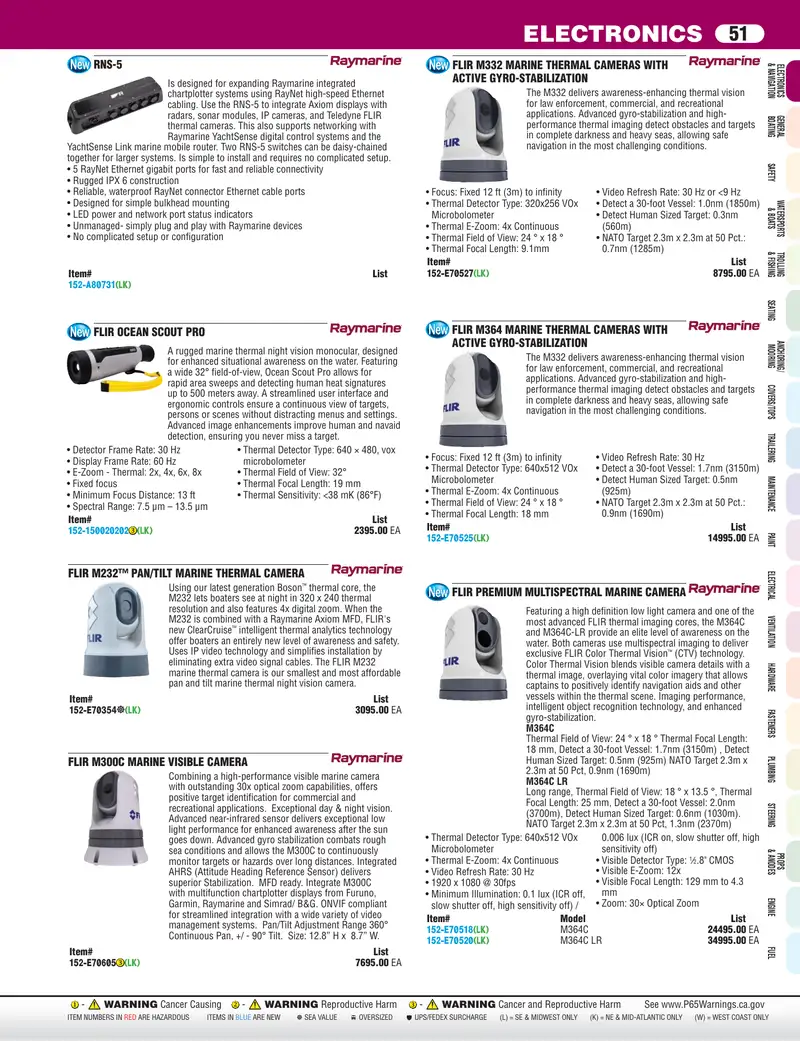 ELECTRONICS 51
New RNS-5 Raymarine
Is designed for expanding Raymarine integrated
chartplotter systems using RayNet high-speed Ethernet
cabling. Use the RNS-5 to integrate Axiom displays with
radars, sonar modules, IP cameras, and Teledyne FLIR
thermal cameras. This also supports networking with
Raymarine YachtSense digital control systems and the
YachtSense Link marine mobile router. Two RNS-5 switches can be daisy-chained
together for larger systems. Is simple to install and requires no complicated setup.
• 5 RayNet Ethernet gigabit ports for fast and reliable connectivity
• Rugged IPX 6 construction
• Reliable, waterproof RayNet connector Ethernet cable ports
• Designed for simple bulkhead mounting
• LED power and network port status indicators
• Unmanaged- simply plug and play with Raymarine devices
• No complicated setup or configuration
Item# List
152-A80731(LK)
New FLIR OCEAN SCOUT PRO Raymarine
A rugged marine thermal night vision monocular, designed
for enhanced situational awareness on the water. Featuring
a wide 32° field-of-view, Ocean Scout Pro allows for
rapid area sweeps and detecting human heat signatures
up to 500 meters away. A streamlined user interface and
ergonomic controls ensure a continuous view of targets,
persons or scenes without distracting menus and settings.
Advanced image enhancements improve human and navaid
detection, ensuring you never miss a target.
• Detector Frame Rate: 30 Hz
• Display Frame Rate: 60 Hz
• E-Zoom - Thermal: 2x, 4x, 6x, 8x
• Fixed focus
• Minimum Focus Distance: 13 ft
• Spectral Range: 7.5 µm – 13.5 µm
• Thermal Detector Type: 640 × 480, vox
microbolometer
• Thermal Field of View: 32°
• Thermal Focal Length: 19 mm
• Thermal Sensitivity: <38 mK (86°F)
Item# List
152-150020202 3 (LK) 2395.00 EA
FLIR M232™ PAN/TILT MARINE THERMAL CAMERA Raymarine
Using our latest generation Boson™ thermal core, the
M232 lets boaters see at night in 320 x 240 thermal
resolution and also features 4x digital zoom. When the
M232 is combined with a Raymarine Axiom MFD, FLIR's
new ClearCruise™ intelligent thermal analytics technology
offer boaters an entirely new level of awareness and safety.
Uses IP video technology and simplifies installation by
eliminating extra video signal cables. The FLIR M232
marine thermal camera is our smallest and most affordable
pan and tilt marine thermal night vision camera.
FLIR
Item# List
152-E70354(LK) 3095.00 EA
FLIR M300C MARINE VISIBLE CAMERA Raymarine
Combining a high-performance visible marine camera
with outstanding 30x optical zoom capabilities, offers
positive target identification for commercial and
recreational applications. Exceptional day & night vision.
Advanced near-infrared sensor delivers exceptional low
light performance for enhanced awareness after the sun
goes down. Advanced gyro stabilization combats rough
sea conditions and allows the M300C to continuously
monitor targets or hazards over long distances. Integrated
AHRS (Attitude Heading Reference Sensor) delivers
superior Stabilization. MFD ready. Integrate M300C
with multifunction chartplotter displays from Furuno,
Garmin, Raymarine and Simrad/ B&G. ONVIF compliant
for streamlined integration with a wide variety of video
management systems. Pan/Tilt Adjustment Range 360°
Continuous Pan, +/ - 90° Tilt. Size: 12.8" H x 8.7" W.
Item# List
152-E70605 3 (LK) 7695.00 EA
New FLIR M332 MARINE THERMAL CAMERAS WITH Raymarine
ACTIVE GYRO-STABILIZATION
The M332 delivers awareness-enhancing thermal vision
for law enforcement, commercial, and recreational
applications. Advanced gyro-stabilization and high-
performance thermal imaging detect obstacles and targets
in complete darkness and heavy seas, allowing safe
navigation in the most challenging conditions.
FLIR
• Focus: Fixed 12 ft (3m) to infinity
• Thermal Detector Type: 320x256 VOx
Microbolometer
• Thermal E-Zoom: 4x Continuous
• Thermal Field of View: 24 ° x 18 °
• Thermal Focal Length: 9.1mm
• Video Refresh Rate: 30 Hz or <9 Hz
• Detect a 30-foot Vessel: 1.0nm (1850m)
• Detect Human Sized Target: 0.3nm
(560m)
• NATO Target 2.3m x 2.3m at 50 Pct.:
0.7nm (1285m)
Item# List
152-E70527(LK) 8795.00 EA
New FLIR M364 MARINE THERMAL CAMERAS WITH Raymarine
ACTIVE GYRO-STABILIZATION
The M332 delivers awareness-enhancing thermal vision
for law enforcement, commercial, and recreational
applications. Advanced gyro-stabilization and high-
performance thermal imaging detect obstacles and targets
in complete darkness and heavy seas, allowing safe
navigation in the most challenging conditions.
FLIR
• Focus: Fixed 12 ft (3m) to infinity
• Thermal Detector Type: 640x512 VOx
Microbolometer
• Thermal E-Zoom: 4x Continuous
• Thermal Field of View: 24 ° x 18 °
• Thermal Focal Length: 18 mm
• Video Refresh Rate: 30 Hz
• Detect a 30-foot Vessel: 1.7nm (3150m)
• Detect Human Sized Target: 0.5nm
(925m)
• NATO Target 2.3m x 2.3m at 50 Pct.:
0.9nm (1690m)
Item# List
152-E70525(LK) 14995.00 EA
New FLIR PREMIUM MULTISPECTRAL MARINE CAMERA Raymarine
Featuring a high definition low light camera and one of the
most advanced FLIR thermal imaging cores, the M364C
and M364C-LR provide an elite level of awareness on the
water. Both cameras use multispectral imaging to deliver
exclusive FLIR Color Thermal Vision™ (CTV) technology.
Color Thermal Vision blends visible camera details with a
thermal image, overlaying vital color imagery that allows
captains to positively identify navigation aids and other
vessels within the thermal scene. Imaging performance,
intelligent object recognition technology, and enhanced
gyro-stabilization.
FLIR
M364C
Thermal Field of View: 24 ° x 18 ° Thermal Focal Length:
18 mm, Detect a 30-foot Vessel: 1.7nm (3150m) , Detect
Human Sized Target: 0.5nm (925m) NATO Target 2.3m x
2.3m at 50 Pct, 0.9nm (1690m)
M364C LR
Long range, Thermal Field of View: 18 ° x 13.5 °, Thermal
Focal Length: 25 mm, Detect a 30-foot Vessel: 2.0nm
(3700m), Detect Human Sized Target: 0.6nm (1030m).
NATO Target 2.3m x 2.3m at 50 Pct, 1.3nm (2370m)
• Thermal Detector Type: 640x512 VOx
Microbolometer
• Thermal E-Zoom: 4x Continuous
• Video Refresh Rate: 30 Hz
• 1920 x 1080 @ 30fps
• Minimum Illumination: 0.1 lux (ICR off,
slow shutter off, high sensitivity off) /
0.006 lux (ICR on, slow shutter off, high
sensitivity off)
• Visible Detector Type: ½.8" CMOS
• Visible E-Zoom: 12x
• Visible Focal Length: 129 mm to 4.3
mm
• Zoom: 30× Optical Zoom
Item# Model List
152-E70518(LK) M364C 24495.00 EA
152-E70520(LK) M364C LR 34995.00 EA
ELECTRONICS
& NAVIGATION
GENERAL
BOATING
SAFETY
WATERSPORTS
& BOATS
TROLLING
& FISHING
SEATING
ANCHORING/
MOORING
COVERS/TOPS
TRAILERING
MAINTENANCE
PAINT
ELECTRICAL
VENTILATION
HARDWARE
FASTENERS
PLUMBING
STEERING
PROPS
& ANODES
ENGINE
FUEL
1 - WARNING Cancer Causing 2 - WARNING Reproductive Harm 3 - WARNING Cancer and Reproductive Harm See www.P65Warnings.ca.gov
ITEM NUMBERS IN RED ARE HAZARDOUS ITEMS IN BLUE ARE NEW SEA VALUE OVERSIZED UPS/FEDEX SURCHARGE (L) = SE & MIDWEST ONLY (K) = NE & MID-ATLANTIC ONLY (W) = WEST COAST ONLY